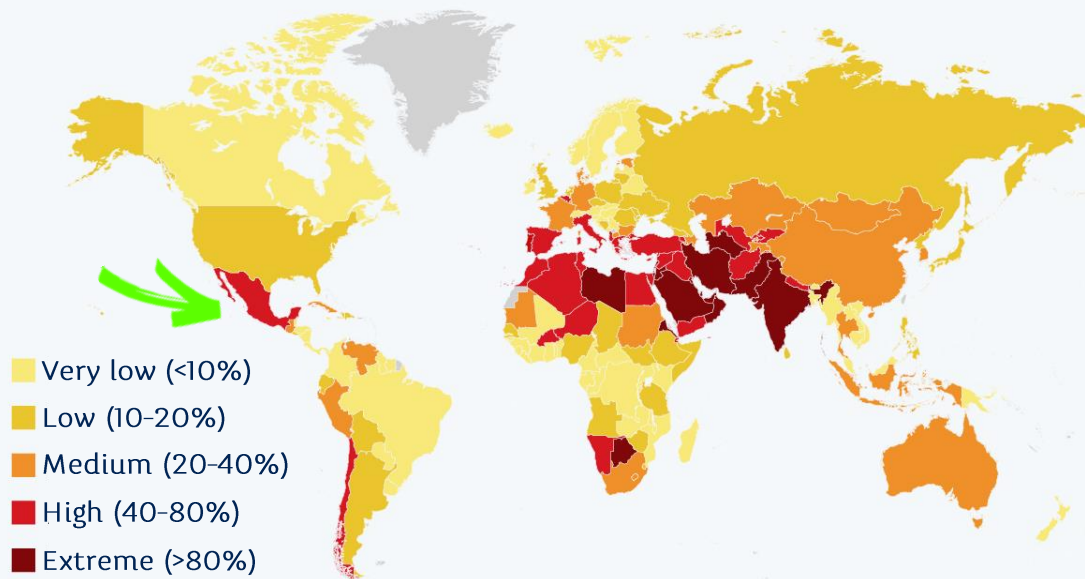 Very low (<10%)
Low (10-20%)
Medium (20-40%)
High (40-80%)
Extreme (>80%)